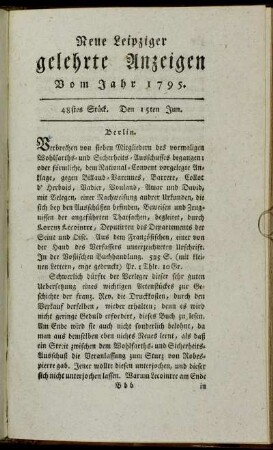 Neue Leipziger
gelehrte Anzeigen
Vom Jahr 1795.
48stes Stück. Den 15ten Jun.
Berlin.
Verbrechen von sieben Mitgliedern des vormaligen
Wohlfarths- und Sicherheits-Ausschusses begangen:
oder förmliche, dem National-Convent vorgelegte An-
klage, gegen Billaud-Varennes, Barrere, Collot
d' Herbois, Vadier, Vouland, Amar und David,
mit Belegen, einer Nachweisung andrer Urkunden, die
sich bey den Ausschüssen befinden, Beweisen und Zeug-
nissen der angeführten Thatsachen, begleitet, durch
Lorenz Lecointre, Deputirten des Departements der
Seine und Oise. Aus dem Französischen, einer von
der Hand des Verfassers unterzeichneten Urschrift.
In der Vossischen Buchhandlung. 525 S. (mit klei-
nen Lettern, eng gedruckt) Pr. 1 Thlr. 20 Gr.
Schwerlich dürfte der Verleger dieser sehr guten
Uebersetzung eines wichtigen Actenstücks zur Ge-
schichte der franz. Rev. die Druckkosten, durch den
Verkauf derselben, wieder erhalten; denn es wird
nicht geringe Geduld erfordert, dieses Buch zu lesen.
Am Ende wird sie auch nicht sonderlich belohnt, da
man aus demselben eben nichts Neues lernt, als daß
ein Streit zwischen dem Wohlfarths- und Sicherheits-
Ausschuß die Veranlassung zum Sturz von Robes-
pierre gab. Jener wollte diesen unterjochen, und dieser
sich nicht unterjochen lassen. Warum Lecointre am Ende
Bbb in